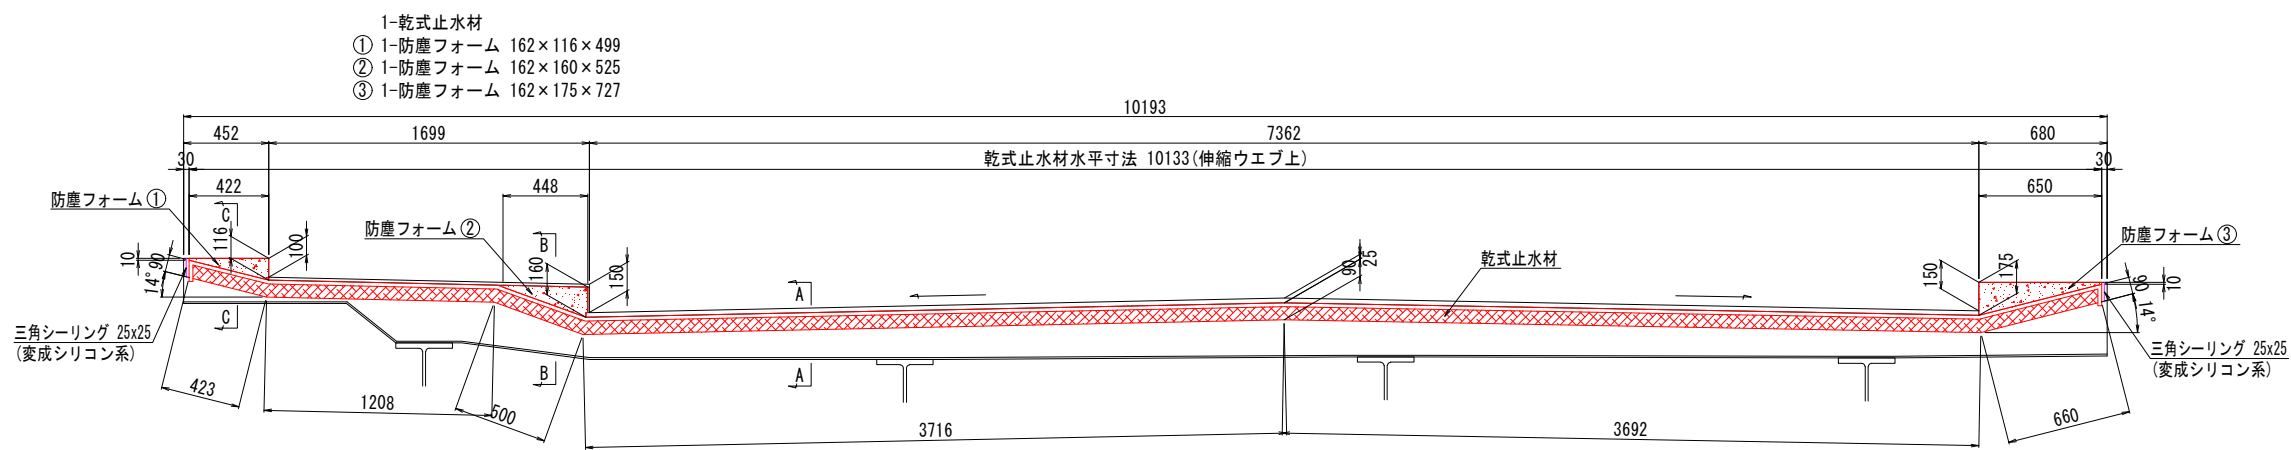 1-乾式止水材
① 1-防塵フォーム 162×116×499
② 1-防塵フォーム 162×160×525
③ 1-防塵フォーム 162×175×727
10193
452
1699
7362
680
30
乾式止水材水平寸法 10133(伸縮ウエブ上)
30
422
448
650
防塵フォーム①
C
116
100
防塵フォーム②
B
160
150
90
25
乾式止水材
150
175
防塵フォーム③
10
90
14°
A
90
10
14°
C
三角シーリング 25x25
(変成シリコン系)
B
A
三角シーリング 25x25
(変成シリコン系)
423
1208
500
3716
3692
660